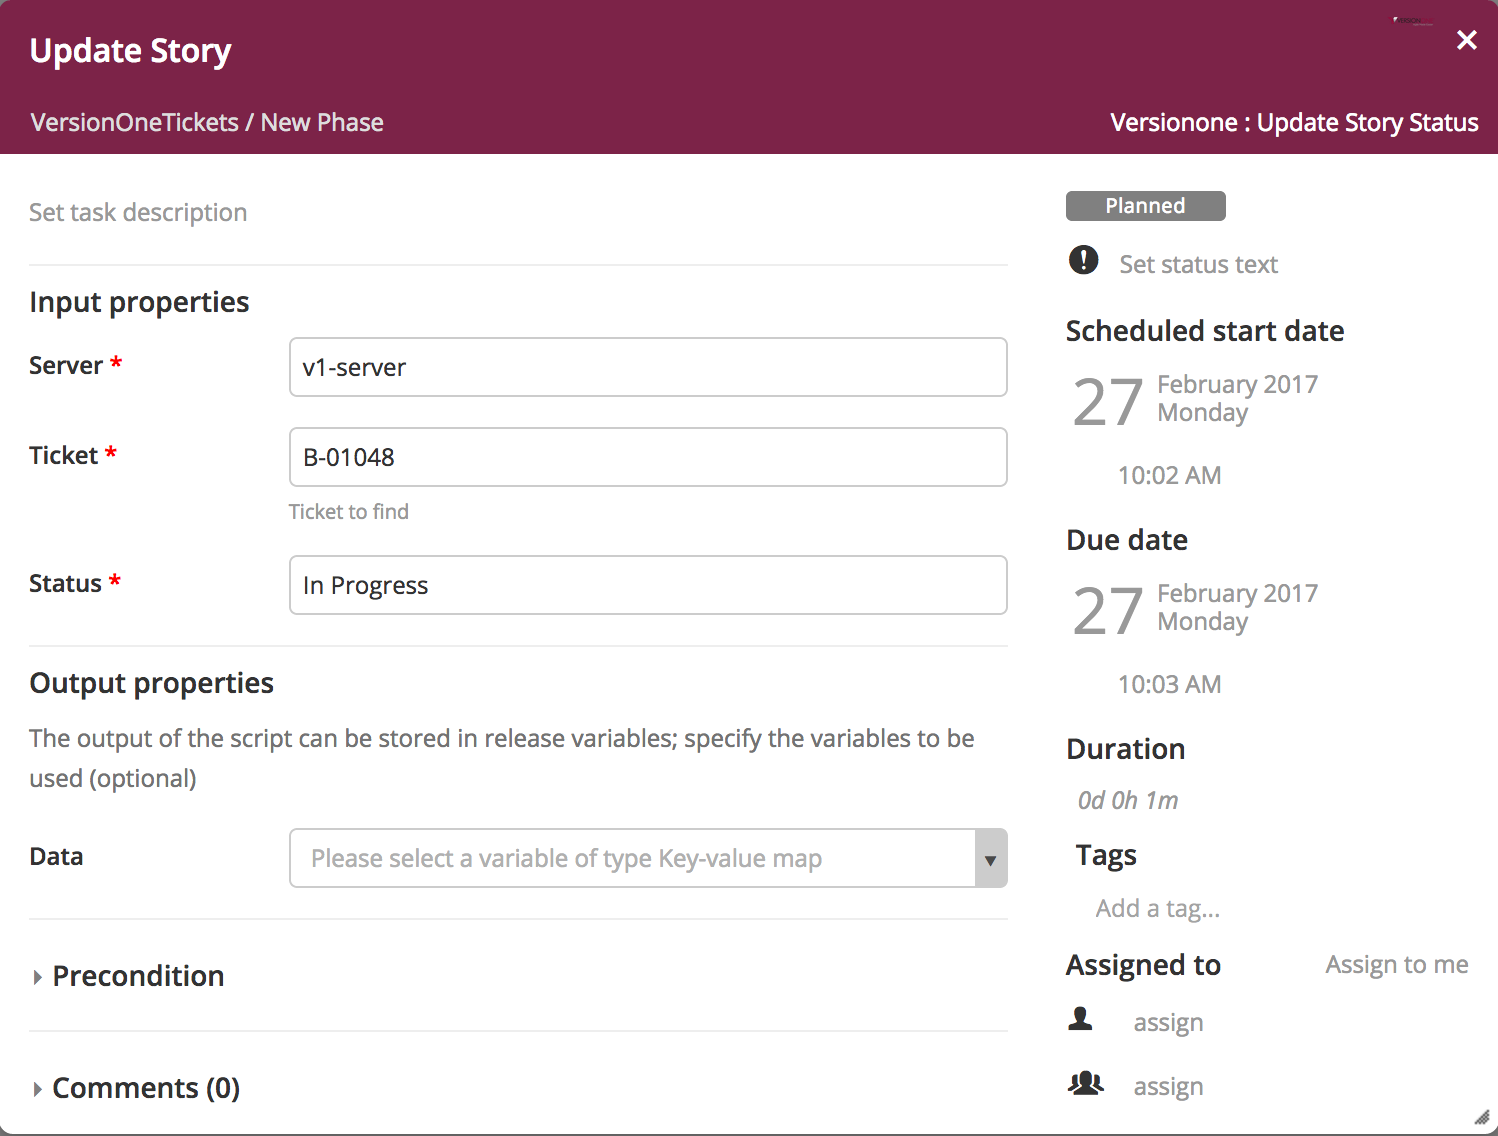 Update Story
VersionOneTickets / New Phase
Versionone : Update Story Status
Set task description
Input properties
Server *
v1-server
Ticket *
B-01048
Ticket to find
Status *
In Progress
Output properties
The output of the script can be stored in release variables; specify the variables to be
used (optional)
Data
Please select a variable of type Key-value map
Precondition
Comments (0)
Planned
Set status text
Scheduled start date
27
February 2017
Monday
10:02 AM
Due date
27
February 2017
Monday
10:03 AM
Duration
0d 0h 1m
Tags
Add a tag...
Assigned to
Assign to me
assign
assign